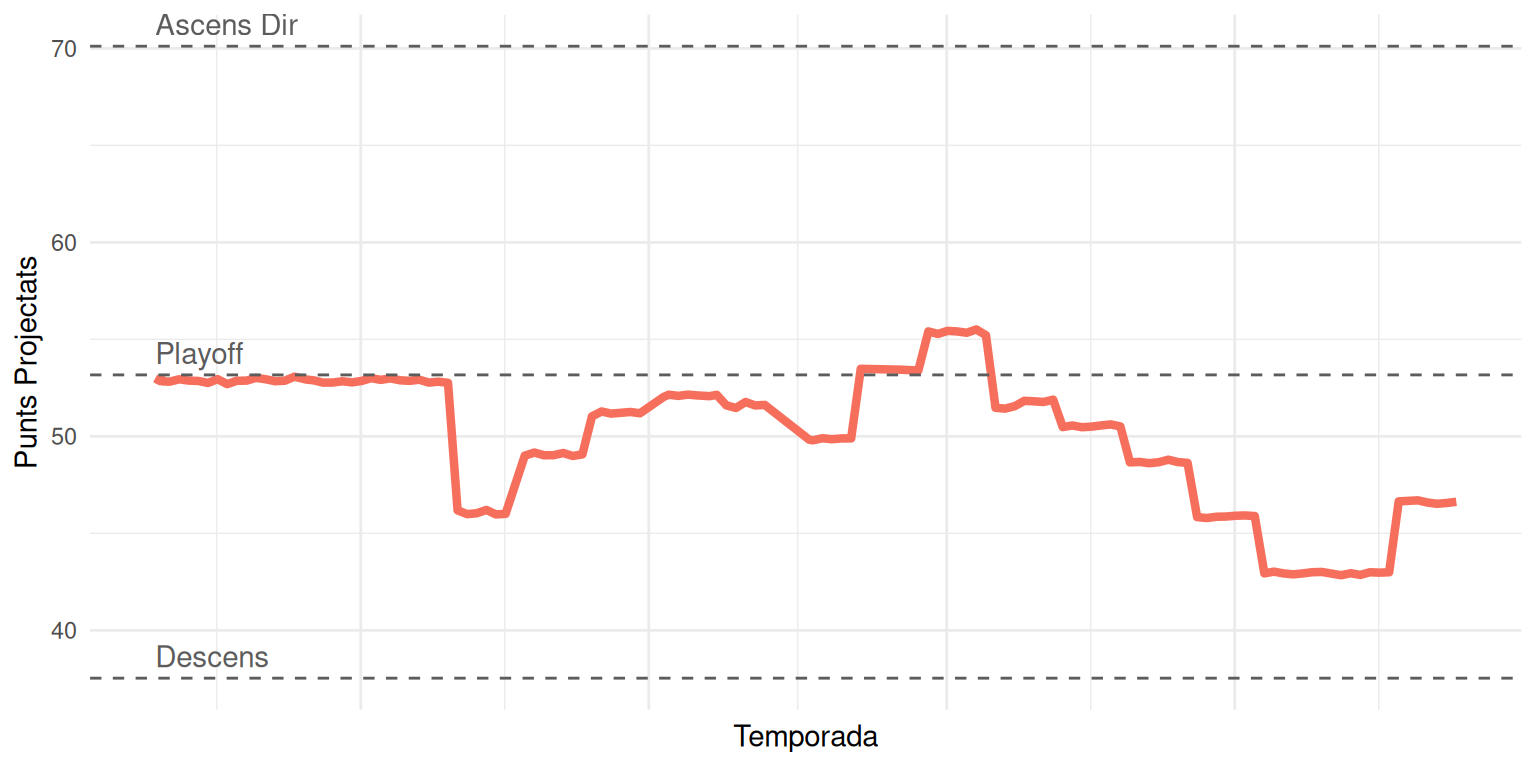 Ascens Dir
70
60
Playoff
50
40
Descens
Punts Projectats
Temporada